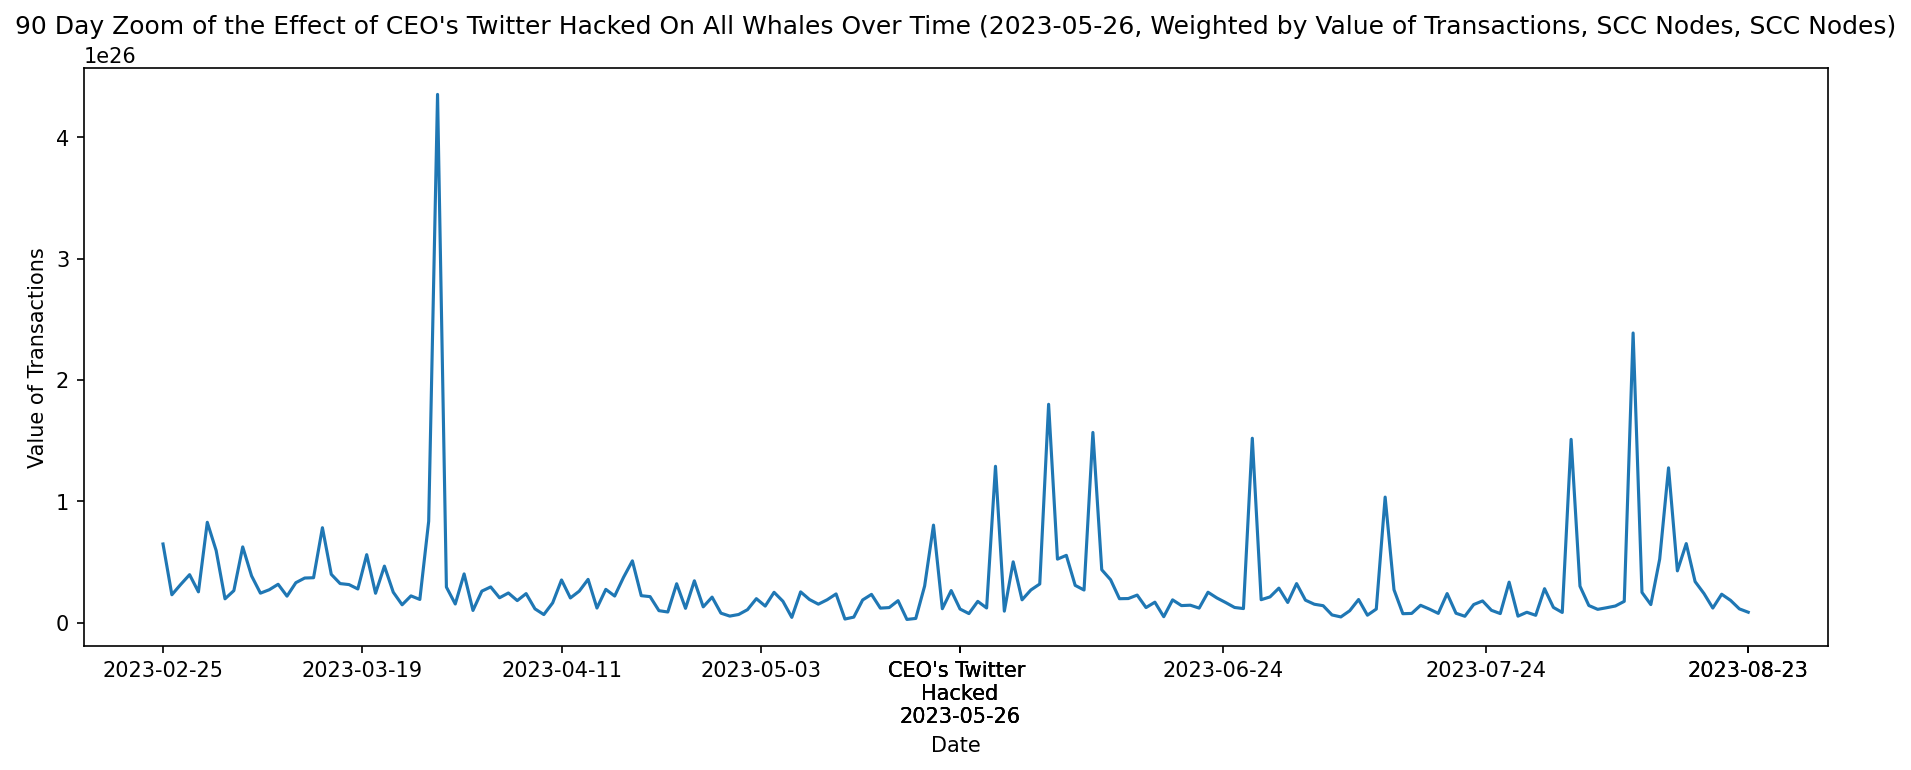 90 Day Zoom of the Effect of CEO's Twitter Hacked On All Whales Over Time (2023-05-26, Weighted by Value of Transactions, SCC Nodes, SCC Nodes)
1e26
4
3
2
1
0
Value of Transactions
2023-02-25 2023-03-19 2023-04-11 2023-05-03 CEO's Twitter 2023-06-24 2023-07-24 2023-08-23
Hacked
2023-05-26
Date